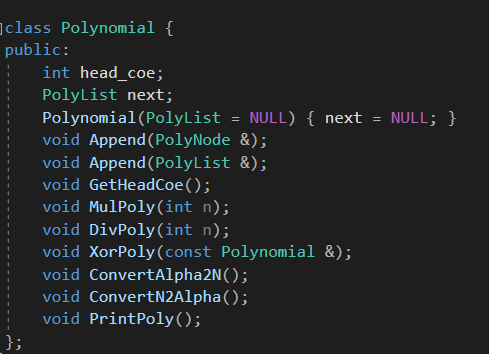 class Polynomial {
public:
    int head_coe;
    PolyList next;
    Polynomial(PolyList = NULL) { next = NULL; }
    void Append(PolyNode &);
    void Append(PolyList &);
    void GetHeadCoe();
    void MulPoly(int n);
    void DivPoly(int n);
    void XorPoly(const Polynomial &);
    void ConvertAlpha2N();
    void ConvertN2Alpha();
    void PrintPoly();
};